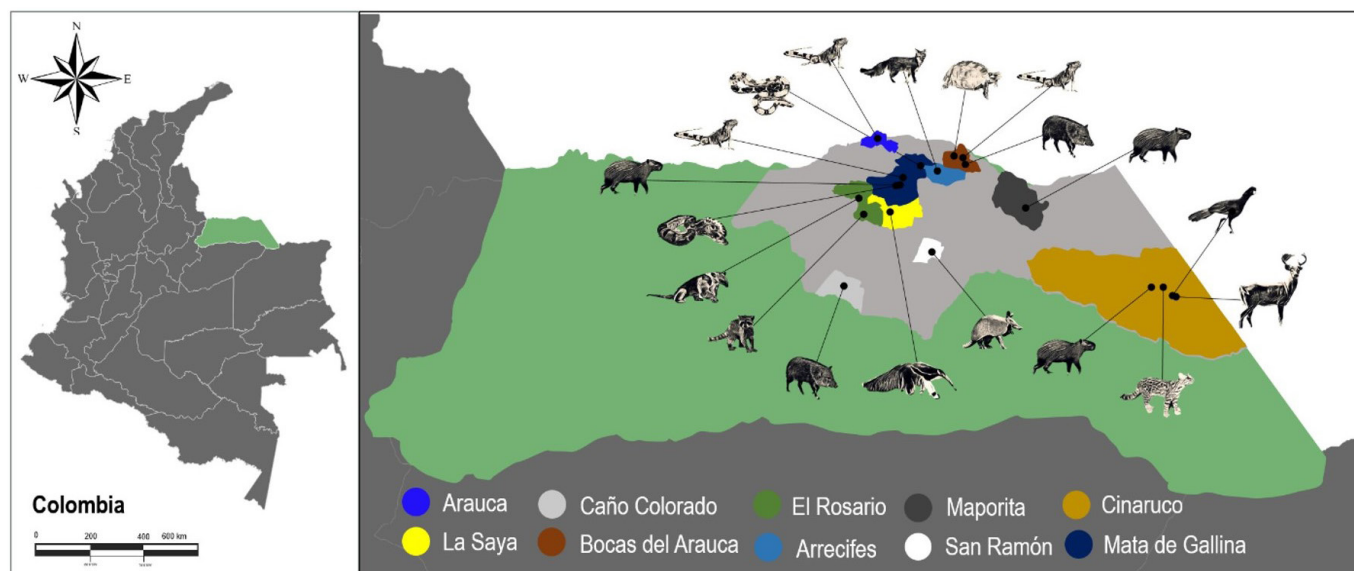 N
W E
S
Colombia
0 200 400 600 km
Arauca
Caño Colorado
El Rosario
Maporita
Cinaruco
La Saya
Bocas del Arauca
Arrecifes
San Ramón
Mata de Gallina